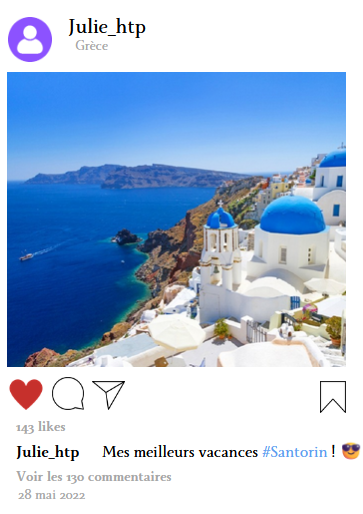 Julie_htp
Grèce
143 likes
Julie_htp Mes meilleurs vacances #Santorin ! 😎
Voir les 130 commentaires
28 mai 2022